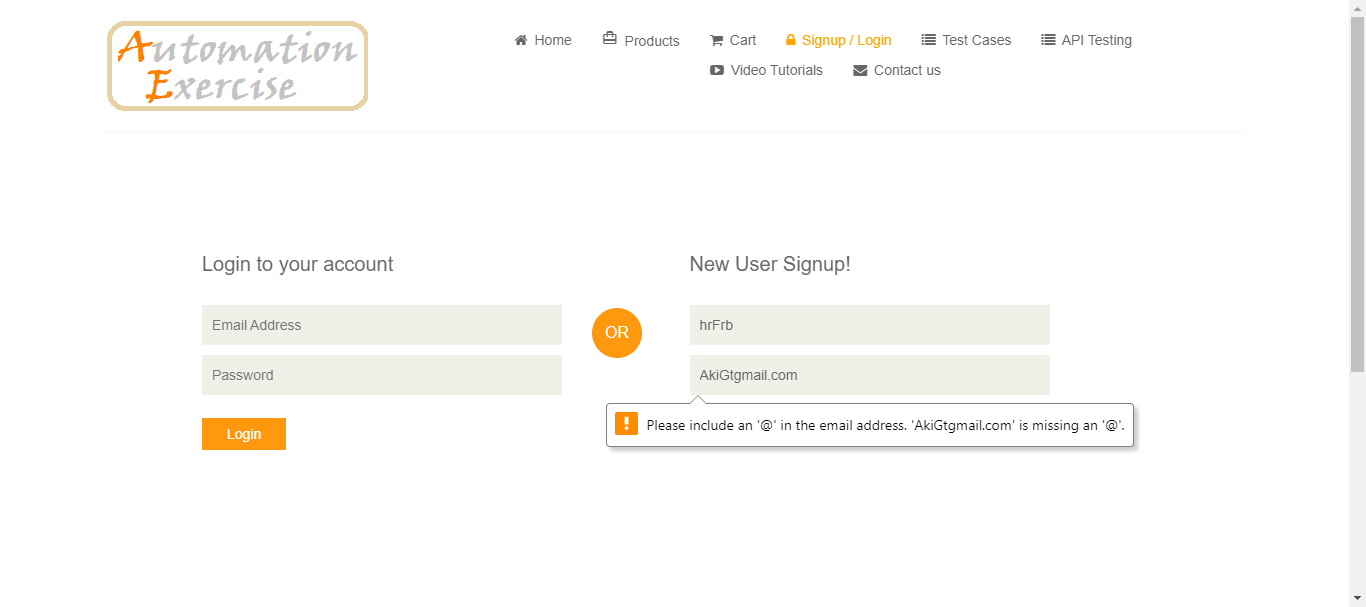 Automation
Exercise
Home Products Cart Signup / Login Test Cases API Testing
Video Tutorials Contact us
Login to your account
Email Address
Password
Login
OR
New User Signup!
hrFrb
AkiGtgmail.com
Please include an '@' in the email address. 'AkiGtgmail.com' is missing an '@'.